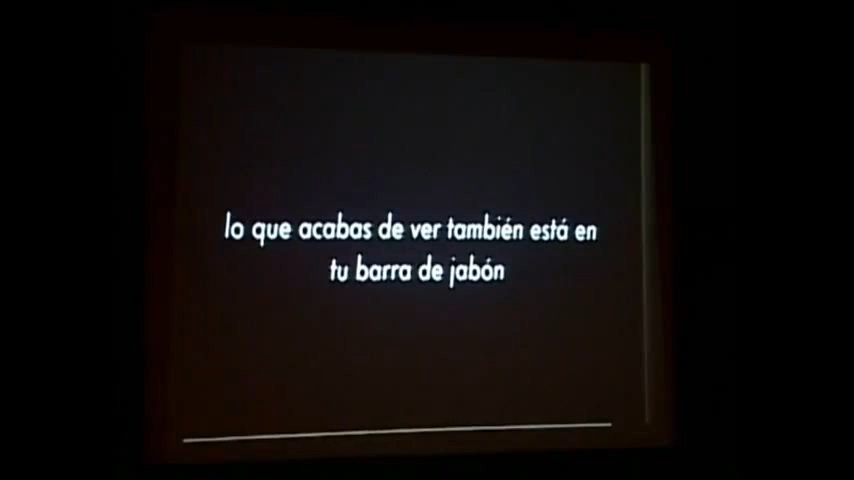 lo que acabas de ver también está en
tu barra de jabón